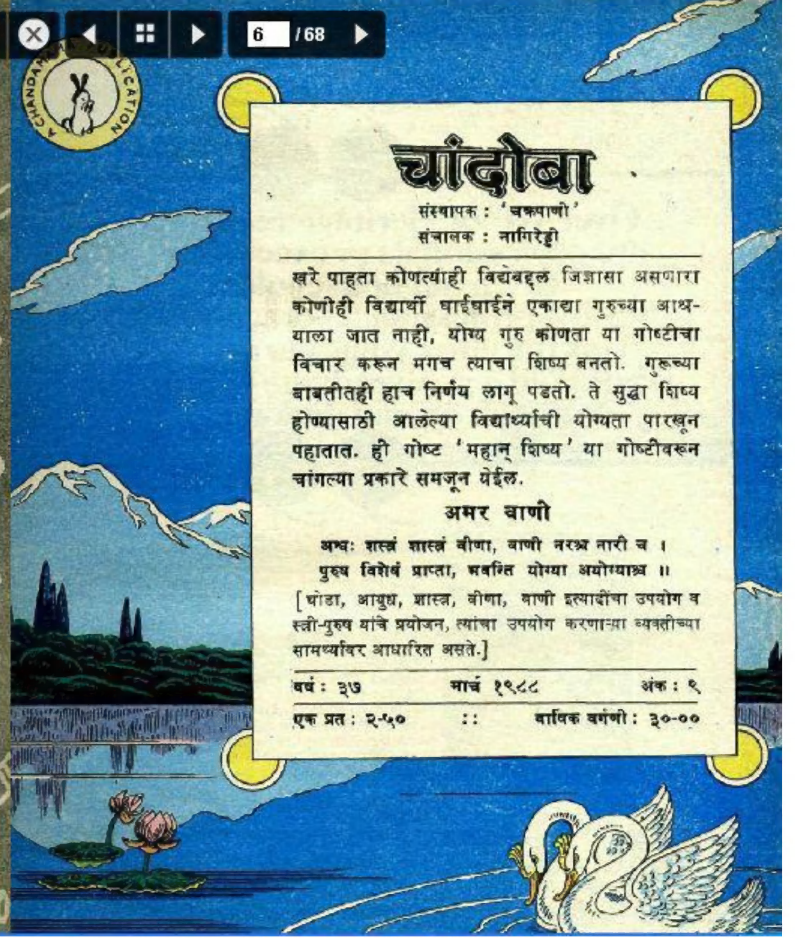 6 /68
A CHANDAMAMA PUBLICATION
चांदोबा
संस्थापक : 'चक्रपाणी'
संचालक : नागिरेड्डी
खरे पाहता कोणत्याही विद्येबद्दल जिज्ञासा असणारा
कोणीही विद्यार्थी घाईघाईने एकाद्या गुरुच्या आश्र-
याला जात नाही, योग्य गुरु कोणता या गोष्टीचा
विचार करून मगच त्याचा शिष्य बनतो. गुरूच्या
बाबतीतही हाच निर्णय लागू पडतो. ते सुद्धा शिष्य
होण्यासाठी आलेल्या विद्यार्थ्याची योग्यता पारखून
पहातात. ही गोष्ट 'महान् शिष्य' या गोष्टीवरून
चांगल्या प्रकारे समजून येईल.
अमर वाणी
अश्वः शस्त्रं शास्त्रं वीणा, वाणी नरश्च नारी च ।
पुरुष विशेषं प्राप्ता, भवन्ति योग्या अयोग्याश्च ॥
[घोडा, आयुध, शास्त्र, वीणा, वाणी इत्यादींचा उपयोग व
स्त्री-पुरुष यांचे प्रयोजन, त्यांचा उपयोग करणाऱ्या व्यक्तीच्या
सामर्थ्यावर आधारित असते.]
वर्ष : ३७ मार्च १९८८ अंक : ९
एक प्रत : २-५० : : वार्षिक वर्गणी : ३०-००